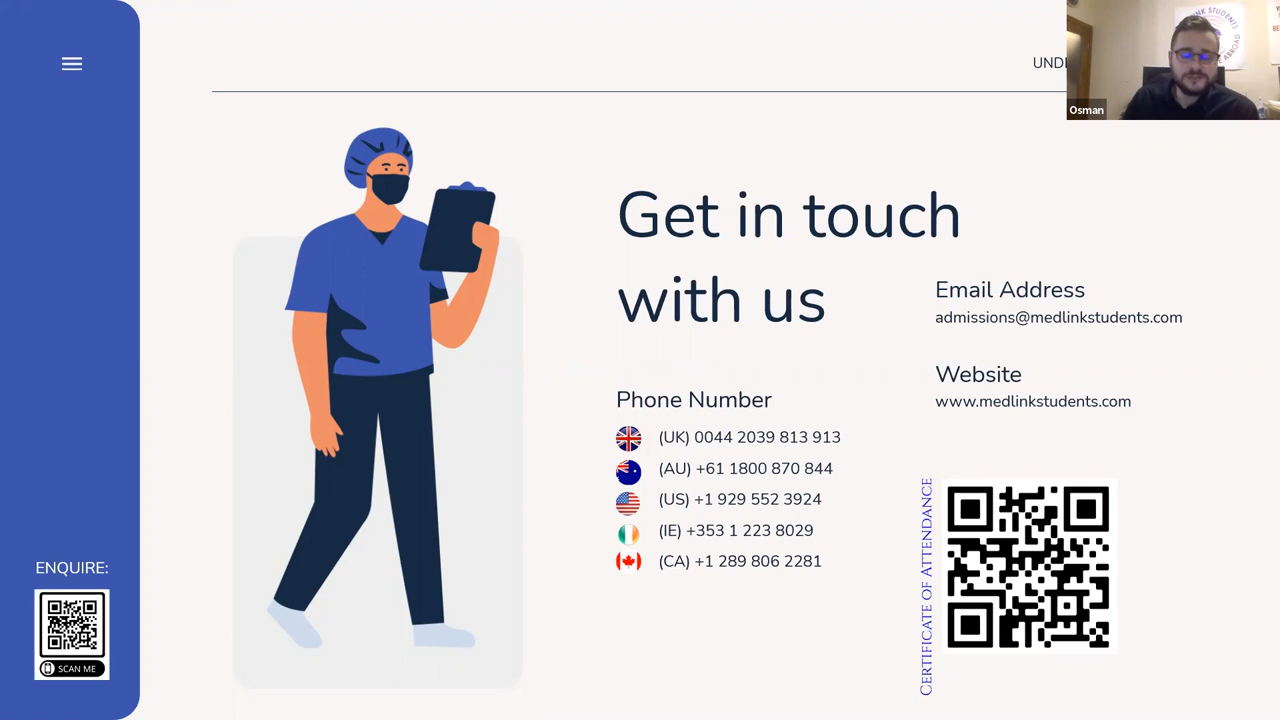 UND
Osman
Get in touch
with us
Email Address
admissions@medlinkstudents.com
Website
www.medlinkstudents.com
Phone Number
(UK) 0044 2039 813 913
(AU) +61 1800 870 844
(US) +1 929 552 3924
(IE) +353 1 223 8029
(CA) +1 289 806 2281
Certificate of Attendance
ENQUIRE:
SCAN ME